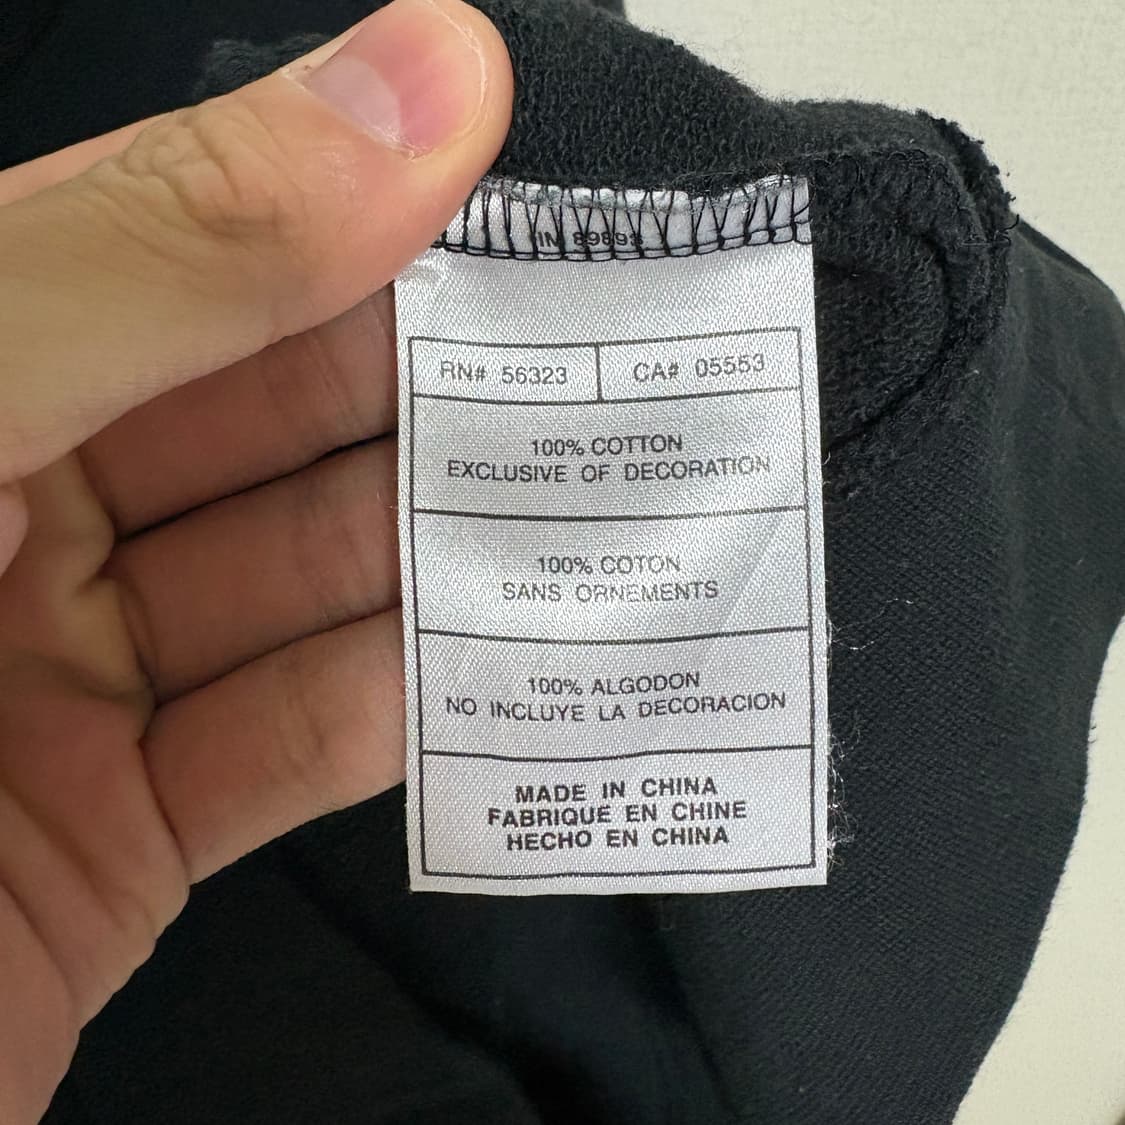 RN# 56323
CA# 05553
100% COTTON
EXCLUSIVE OF DECORATION
100% COTON
SANS ORNEMENTS
100% ALGODON
NO INCLUYE LA DECORACION
MADE IN CHINA
FABRIQUE EN CHINE
HECHO EN CHINA